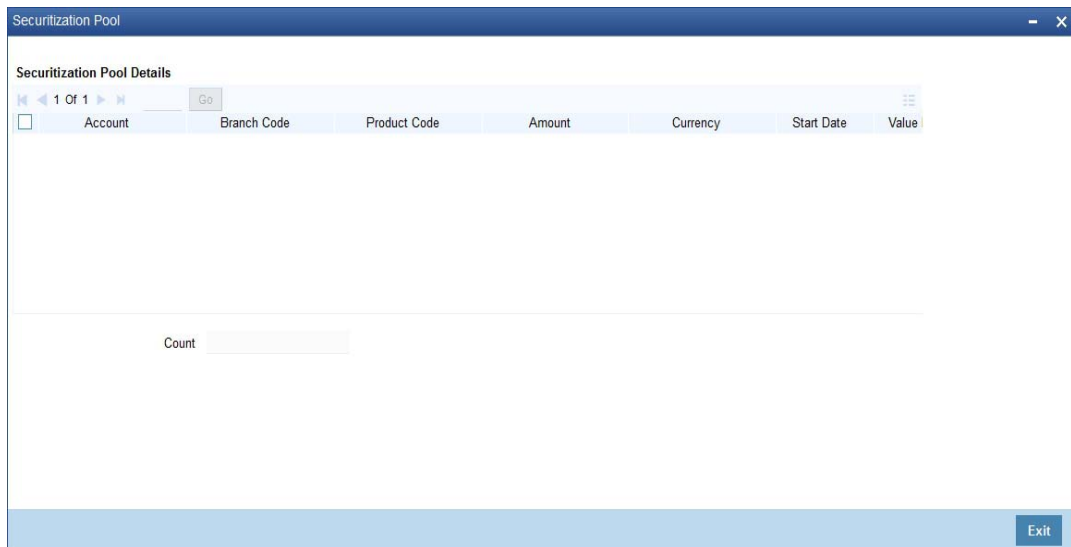 Securitization Pool
Securitization Pool Details
1 Of 1 Go
Account Branch Code Product Code Amount Currency Start Date Value
Count
Exit